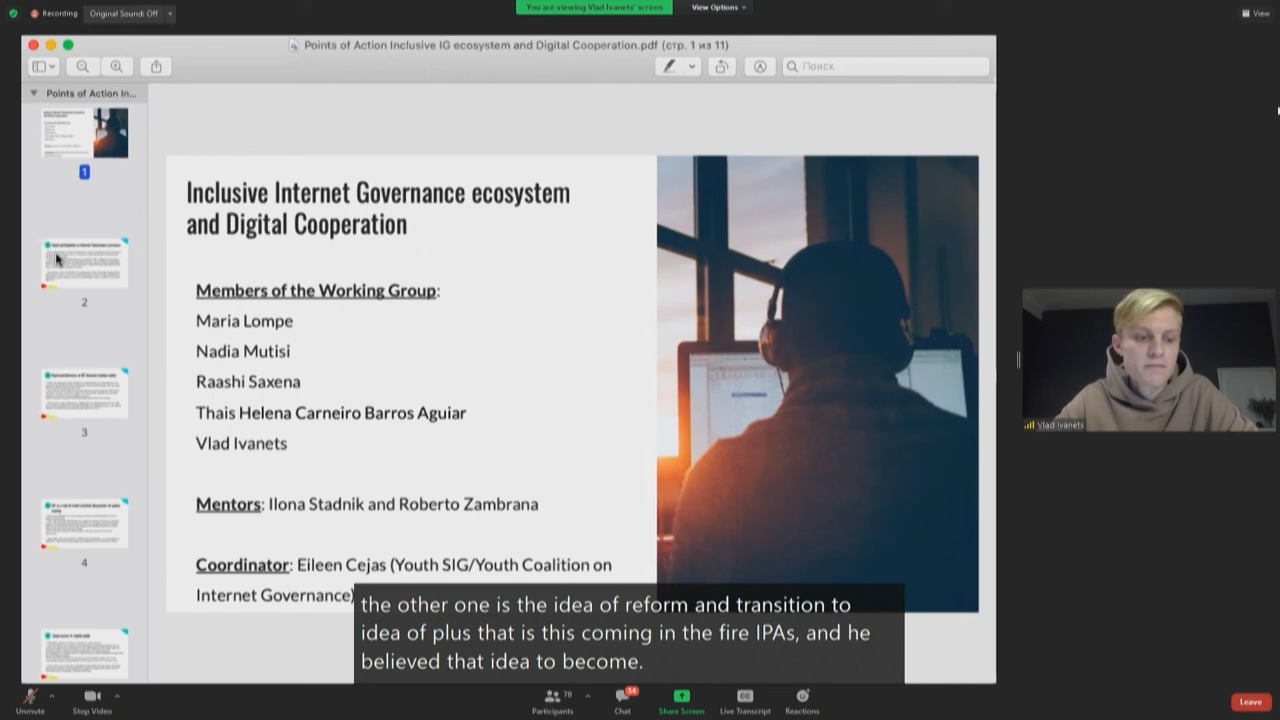 Recording
Original Sound: Off
You are viewing Vlad Ivanets' screen
View Options
View
Points of Action Inclusive IG ecosystem and Digital Cooperation.pdf (стр. 1 из 11)
Поиск
Points of Action In...
1
2
3
4
Inclusive Internet Governance ecosystem
and Digital Cooperation
Members of the Working Group:
Maria Lompe
Nadia Mutisi
Raashi Saxena
Thais Helena Carneiro Barros Aguiar
Vlad Ivanets
Mentors: Ilona Stadnik and Roberto Zambrana
Coordinator: Eileen Cejas (Youth SIG/Youth Coalition on
Internet Governance)
the other one is the idea of reform and transition to
idea of plus that is this coming in the fire IPAs, and he
believed that idea to become.
Vlad Ivanets
Unmute
Stop Video
78
Participants
54
Chat
Share Screen
CC
Live Transcript
Reactions
Leave